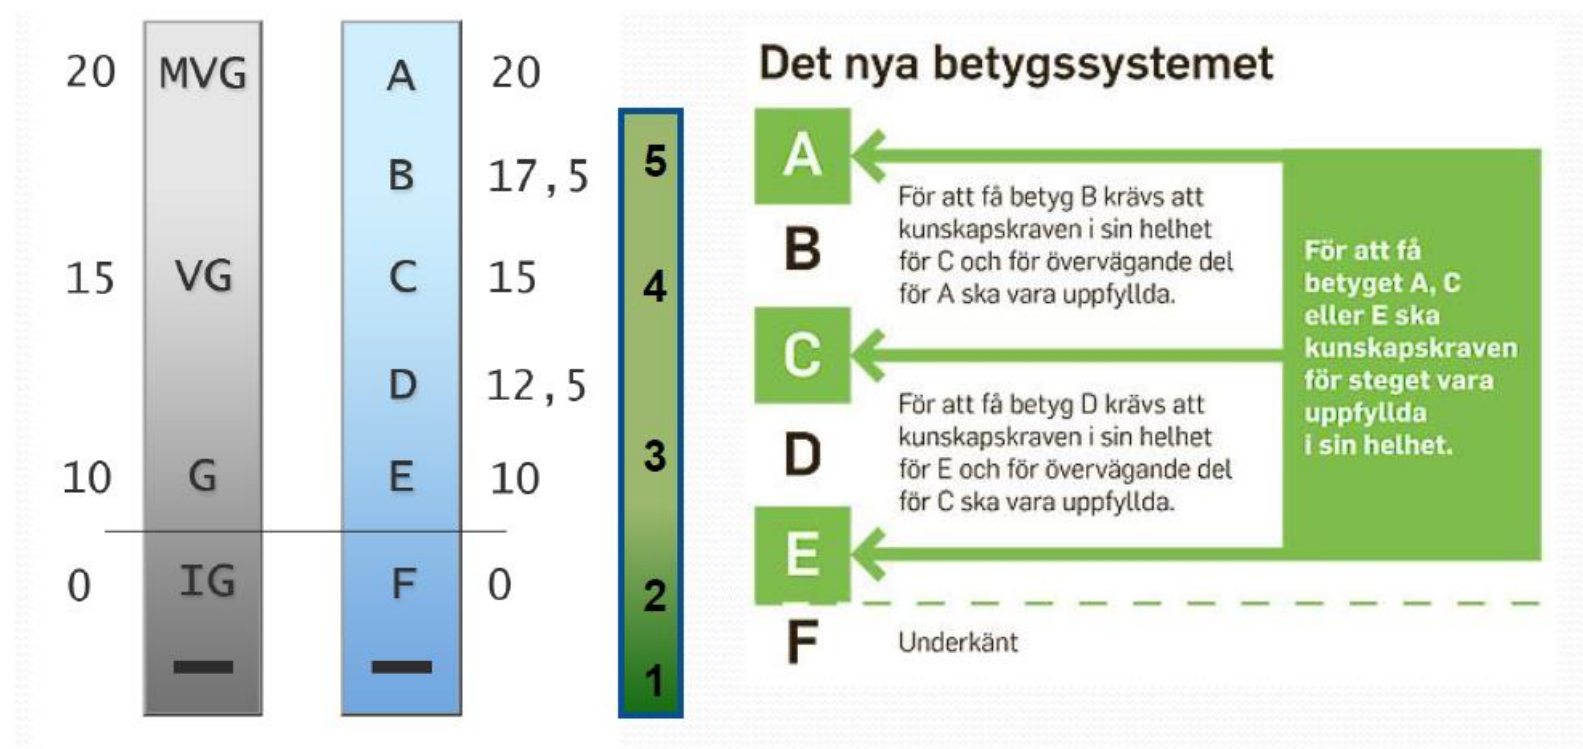 20 MVG
15 VG
10 G
0 IG
–
A 20
B 17,5
C 15
D 12,5
E 10
F 0
–
5
4
3
2
1
Det nya betygssystemet
A
För att få betyg B krävs att
kunskapskraven i sin helhet
för C och för övervägande del
för A ska vara uppfyllda.
B
C
För att få betyg D krävs att
kunskapskraven i sin helhet
för E och för övervägande del
för C ska vara uppfyllda.
D
E
F
Underkänt
För att få
betyget A, C
eller E ska
kunskapskraven
för steget vara
uppfyllda
i sin helhet.